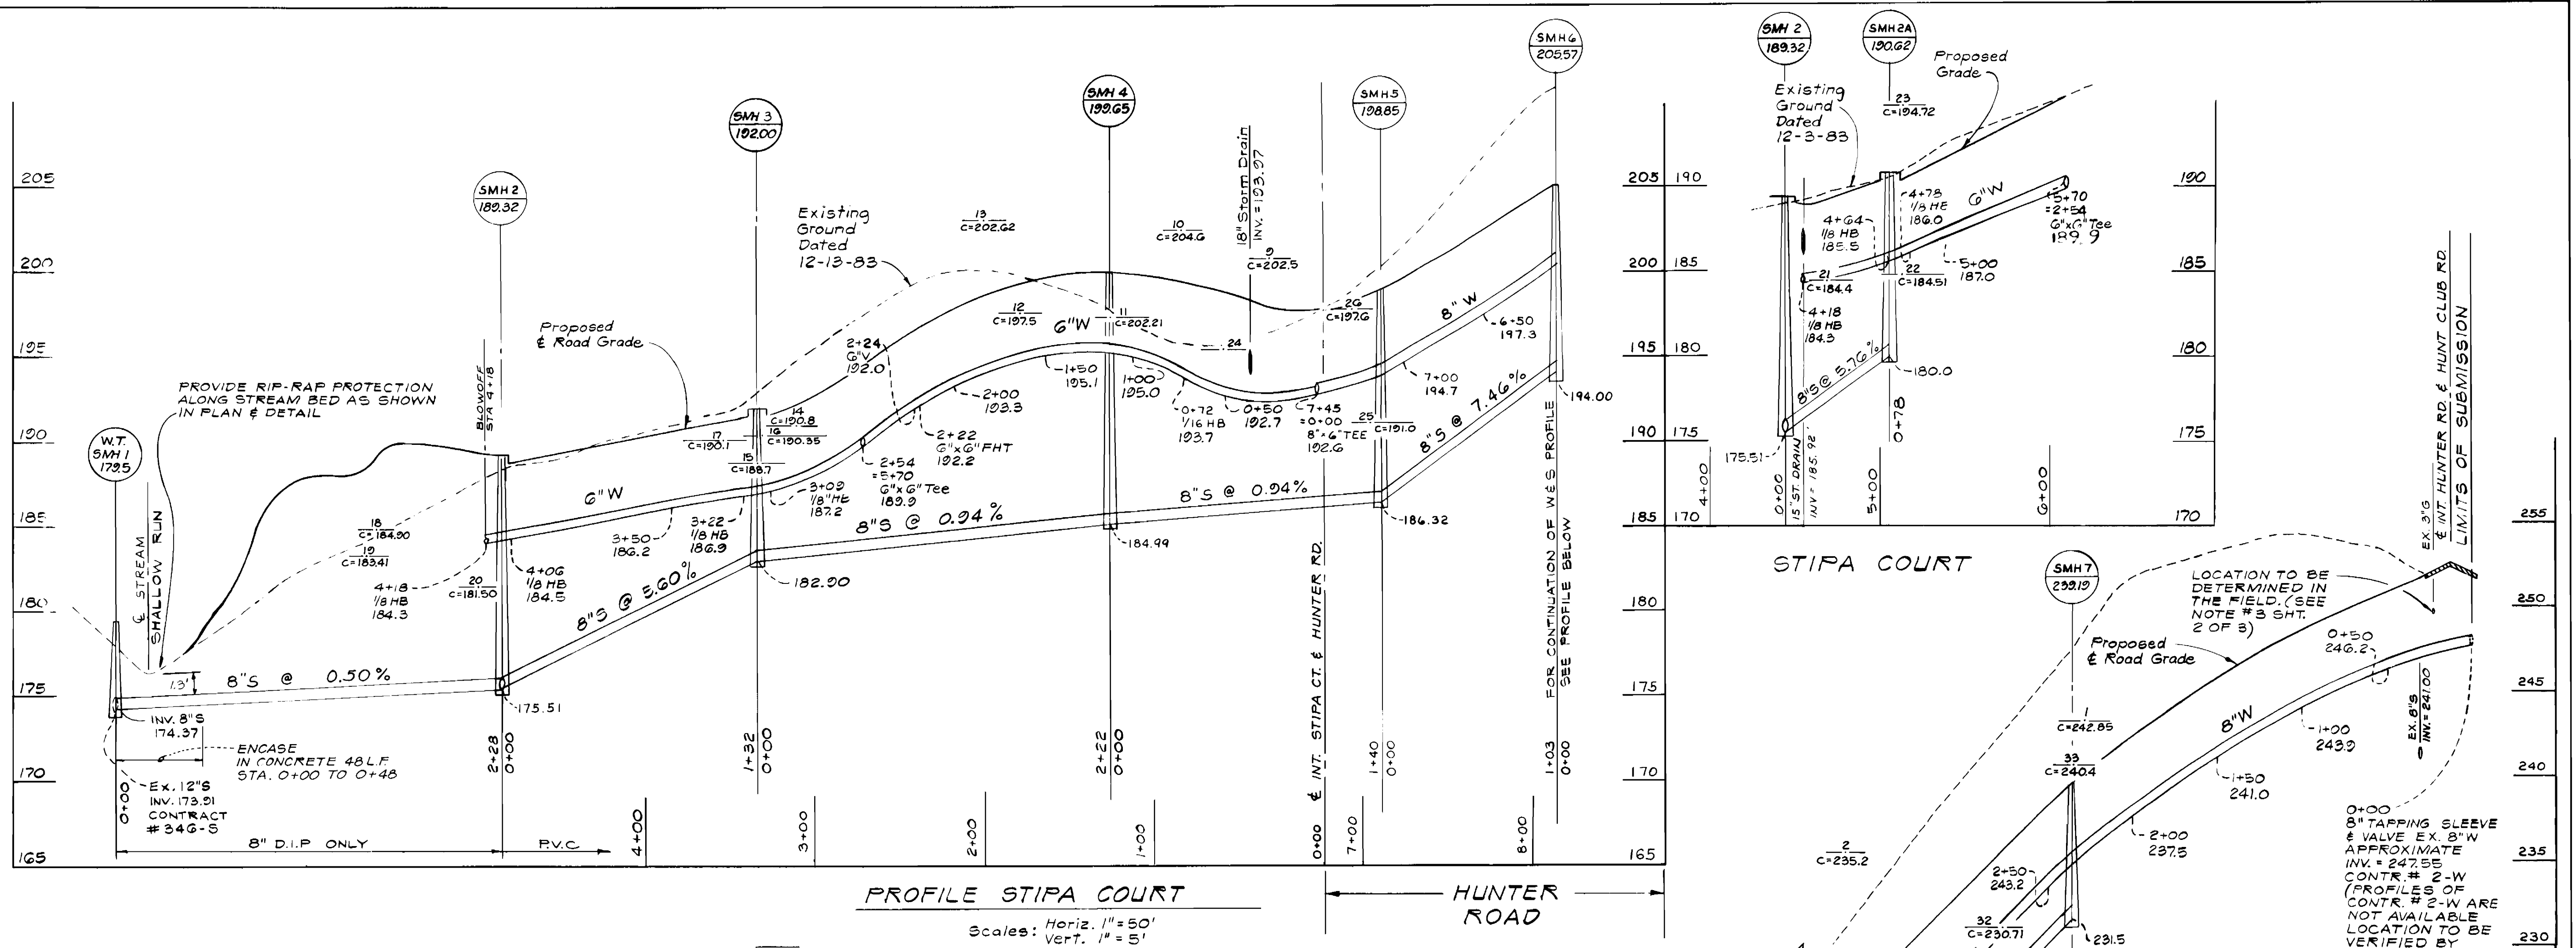 SMH 2
189.32
SMH 3
192.00
SMH 4
199.65
SMH 5
198.85
SMH 6
205.57
W.T.
SMH 1
179.5
205
200
195
190
185
180
175
170
165
Existing
Ground
Dated
12-13-83
13
C=202.62
10
C=204.6
18" Storm Drain
INV. = 193.97
9
C=202.5
Proposed
℄ Road Grade
PROVIDE RIP-RAP PROTECTION
ALONG STREAM BED AS SHOWN
IN PLAN & DETAIL
BLOWOFF
STA 4+18
℄ STREAM
SHALLOW RUN
12
C=197.5
6"W
11
C=202.21
24
26
C=197.6
8" W
6+50
197.3
7+00
194.7
2+24
6"V
192.0
2+00
193.3
1+50
195.1
1+00
195.0
0+72
1/16 HB
193.7
0+50
192.7
7+45
=0+00
8"x6" TEE
192.6
25
C=191.0
8"S @ 7.46%
194.00
14
C=190.8
16
C=190.35
17
C=190.1
15
C=188.7
2+22
6"x6" FHT
192.2
2+54
=5+70
6"x6" Tee
189.9
3+09
1/8" HE
187.2
3+22
1/8 HB
186.9
3+50
186.2
6"W
18
C=184.90
19
C=183.41
4+18
1/8 HB
184.3
20
C=181.50
4+06
1/8 HB
184.5
8"S @ 5.60%
8"S @ 0.94%
8"S @ 0.94%
182.90
184.99
186.32
1.3'
8"S @ 0.50%
175.51
INV. 8"S
174.37
ENCASE
IN CONCRETE 48 L.F.
STA. 0+00 TO 0+48
Ex. 12"S
INV. 173.91
CONTRACT
# 346-S
0+00
2+28
0+00
1+32
0+00
2+22
0+00
1+40
0+00
1+03
0+00
8" D.I.P ONLY
P.V.C
4+00
3+00
2+00
1+00
0+00
7+00
8+00
℄ INT. STIPA CT. & HUNTER RD.
FOR CONTINUATION OF W&S PROFILE
SEE PROFILE BELOW
205
200
195
190
185
180
175
170
165
PROFILE STIPA COURT
Scales: Horiz. 1" = 50'
Vert. 1" = 5'
HUNTER
ROAD
SMH 2
189.32
SMH 2A
190.62
Proposed
Grade
Existing
Ground
Dated
12-3-83
23
C=194.72
190
185
180
175
170
4+78
1/8 HE
186.0
4+64
1/8 HB
185.5
6"W
5+70
=2+54
6"x6" Tee
189.9
21
C=184.4
22
C=184.51
5+00
187.0
4+18
1/8 HB
184.3
8"S @ 5.76%
180.0
175.51
4+00
0+00
15" ST. DRAIN
INV = 185.92
5+00
0+78
6+00
190
185
180
175
170
STIPA COURT
EX. 3"G
℄ INT. HUNTER RD. & HUNT CLUB RD.
LIMITS OF SUBMISSION
SMH 7
239.19
LOCATION TO BE
DETERMINED IN
THE FIELD. (SEE
NOTE #3 SHT.
2 OF 3)
Proposed
℄ Road Grade
0+50
246.2
1
C=242.85
8"W
EX. 8"S
INV. = 241.00
1+00
243.9
33
C=240.4
1+50
241.0
2+00
237.5
2
C=235.2
2+50
243.2
32
C=230.71
231.5
0+00
8" TAPPING SLEEVE
& VALVE EX. 8"W
APPROXIMATE
INV. = 247.55
CONTR.# 2-W
(PROFILES OF
CONTR. # 2-W ARE
NOT AVAILABLE
LOCATION TO BE
VERIFIED BY
255
250
245
240
235
230